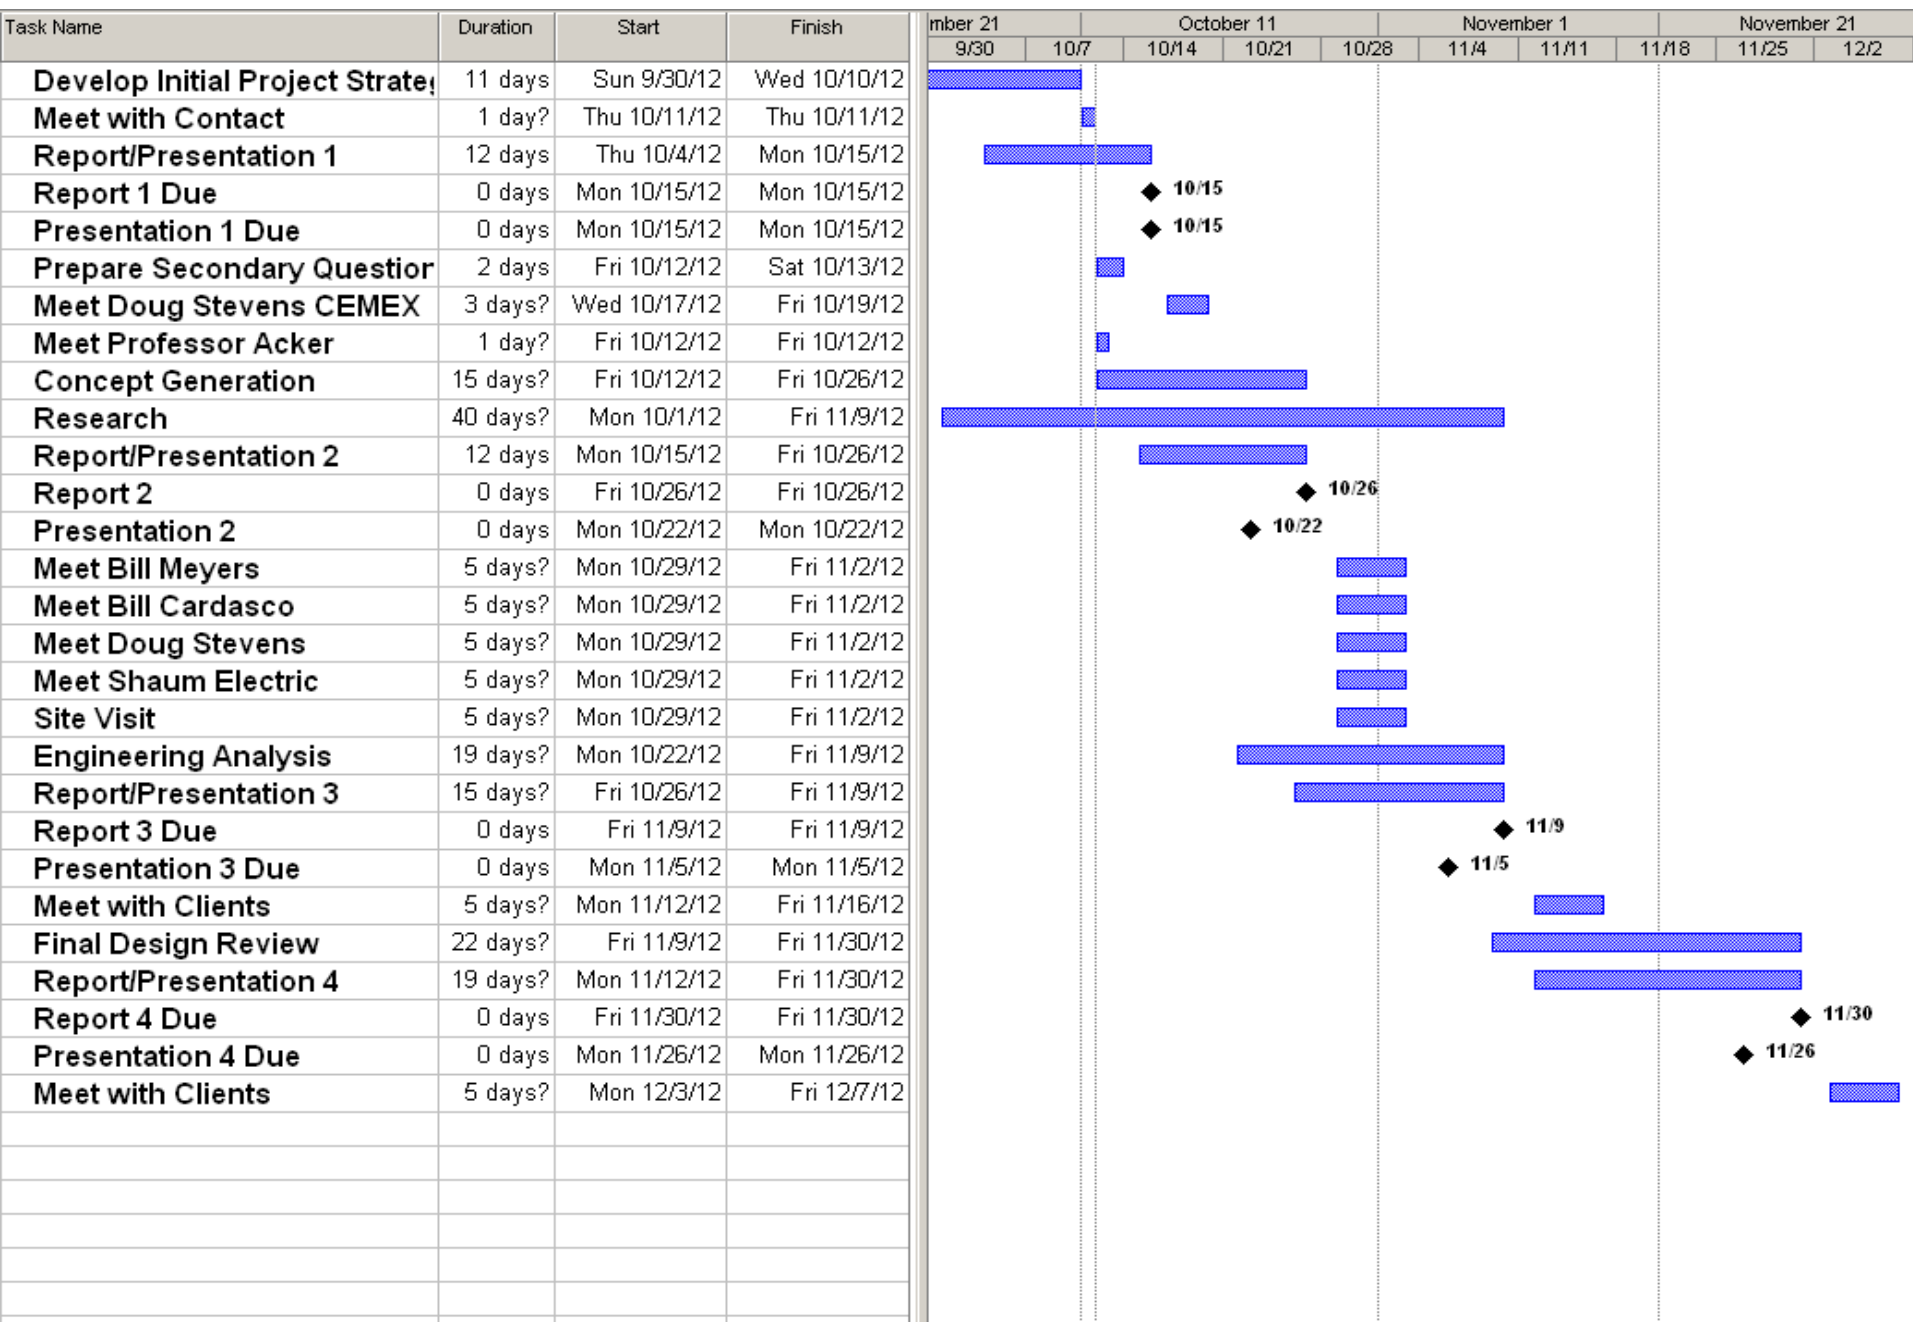 Task Name Duration Start Finish mber 21 October 11 November 1 November 21
9/30 10/7 10/14 10/21 10/28 11/4 11/11 11/18 11/25 12/2
Develop Initial Project Strate 11 days Sun 9/30/12 Wed 10/10/12
Meet with Contact 1 day? Thu 10/11/12 Thu 10/11/12
Report/Presentation 1 12 days Thu 10/4/12 Mon 10/15/12
Report 1 Due 0 days Mon 10/15/12 Mon 10/15/12 10/15
Presentation 1 Due 0 days Mon 10/15/12 Mon 10/15/12 10/15
Prepare Secondary Question 2 days Fri 10/12/12 Sat 10/13/12
Meet Doug Stevens CEMEX 3 days? Wed 10/17/12 Fri 10/19/12
Meet Professor Acker 1 day? Fri 10/12/12 Fri 10/12/12
Concept Generation 15 days? Fri 10/12/12 Fri 10/26/12
Research 40 days? Mon 10/1/12 Fri 11/9/12
Report/Presentation 2 12 days Mon 10/15/12 Fri 10/26/12
Report 2 0 days Fri 10/26/12 Fri 10/26/12 10/26
Presentation 2 0 days Mon 10/22/12 Mon 10/22/12 10/22
Meet Bill Meyers 5 days? Mon 10/29/12 Fri 11/2/12
Meet Bill Cardasco 5 days? Mon 10/29/12 Fri 11/2/12
Meet Doug Stevens 5 days? Mon 10/29/12 Fri 11/2/12
Meet Shaum Electric 5 days? Mon 10/29/12 Fri 11/2/12
Site Visit 5 days? Mon 10/29/12 Fri 11/2/12
Engineering Analysis 19 days? Mon 10/22/12 Fri 11/9/12
Report/Presentation 3 15 days? Fri 10/26/12 Fri 11/9/12
Report 3 Due 0 days Fri 11/9/12 Fri 11/9/12 11/9
Presentation 3 Due 0 days Mon 11/5/12 Mon 11/5/12 11/5
Meet with Clients 5 days? Mon 11/12/12 Fri 11/16/12
Final Design Review 22 days? Fri 11/9/12 Fri 11/30/12
Report/Presentation 4 19 days? Mon 11/12/12 Fri 11/30/12
Report 4 Due 0 days Fri 11/30/12 Fri 11/30/12 11/30
Presentation 4 Due 0 days Mon 11/26/12 Mon 11/26/12 11/26
Meet with Clients 5 days? Mon 12/3/12 Fri 12/7/12